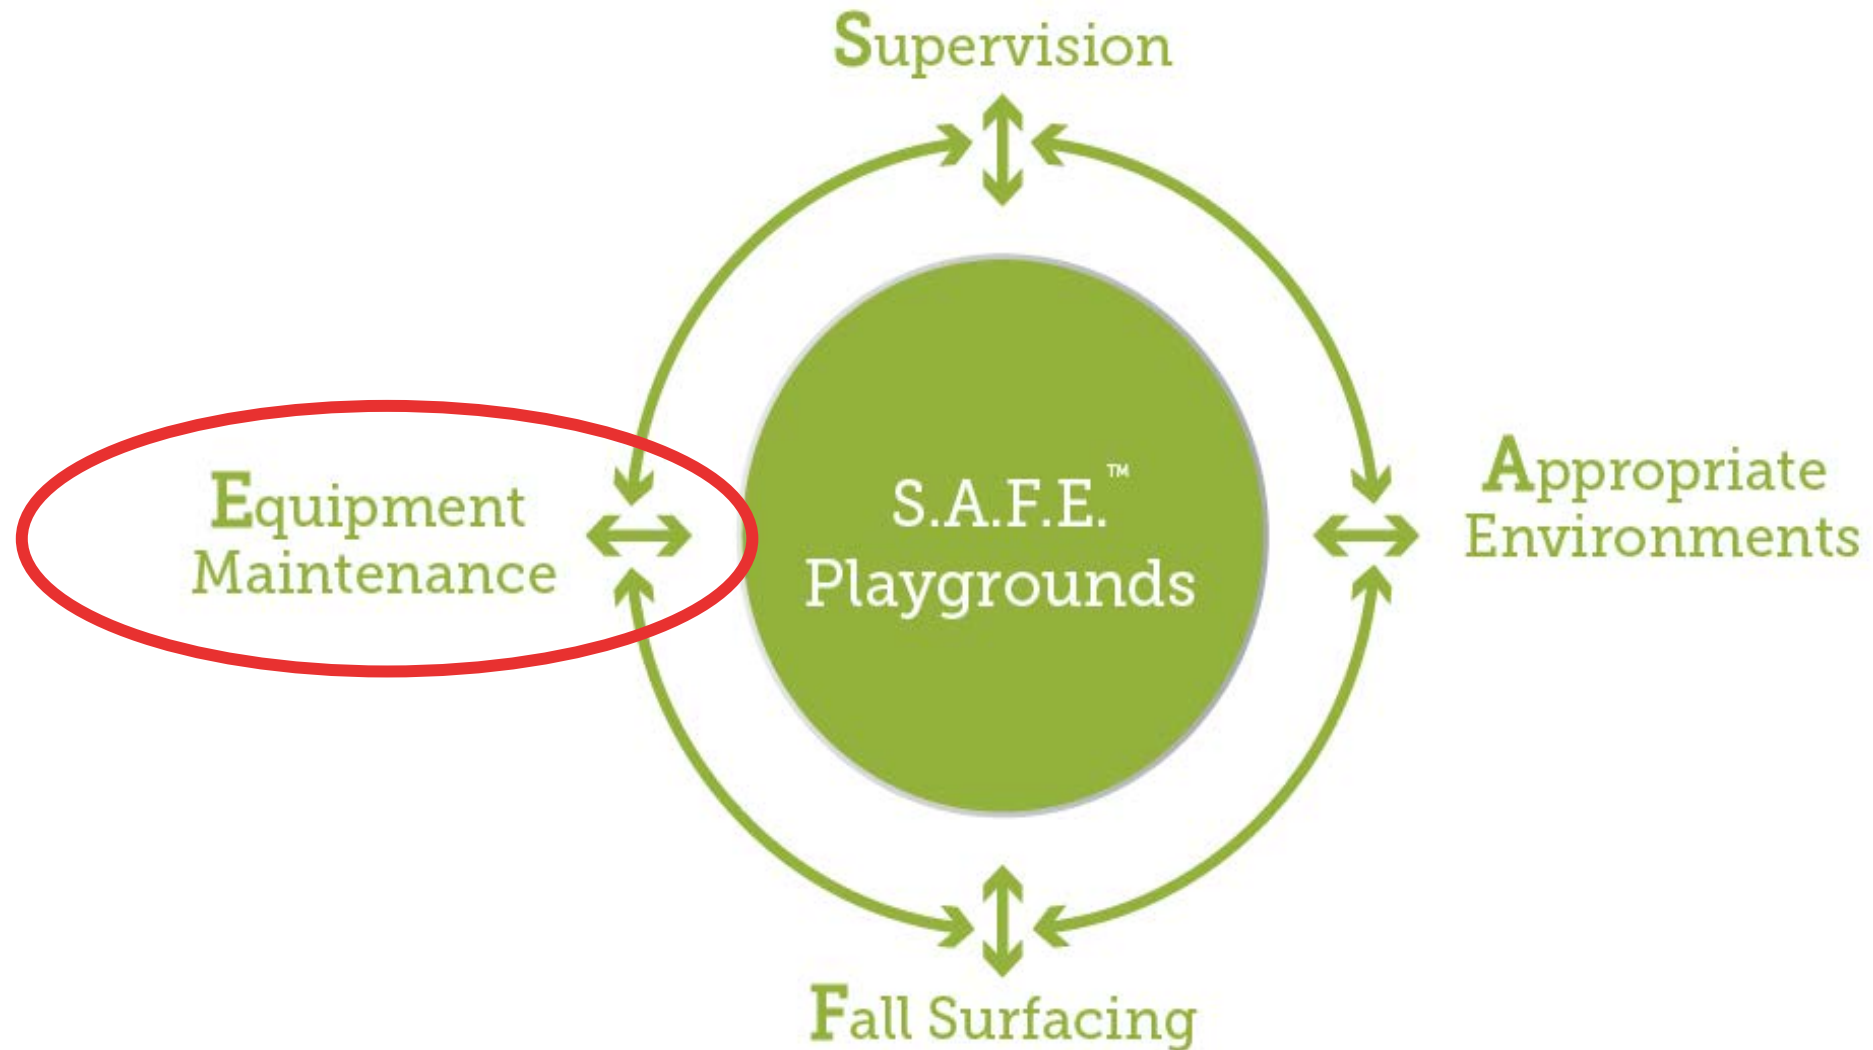 Supervision
Equipment
Maintenance
S.A.F.E.™
Playgrounds
Appropriate
Environments
Fall Surfacing